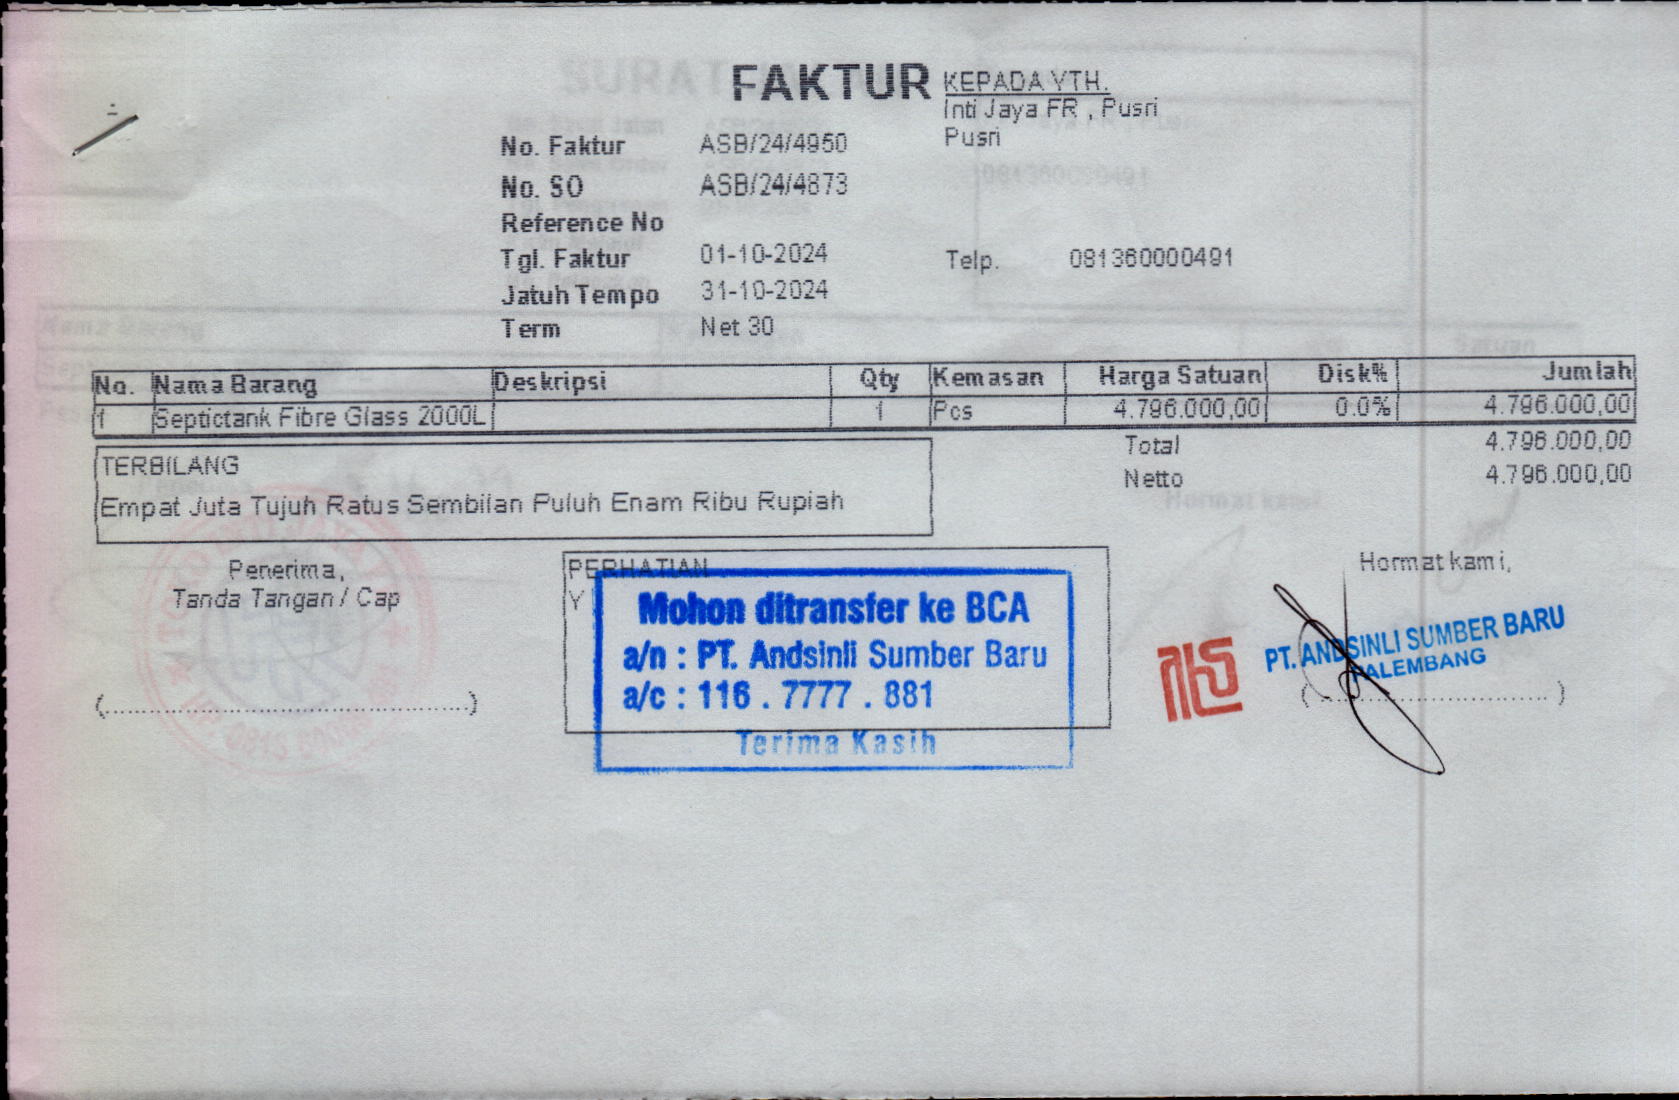 FAKTUR
KEPADA YTH.
Inti Jaya FR , Pusri
Pusri
No. Faktur ASB/24/4950
No. SO ASB/24/4873
Reference No
Tgl. Faktur 01-10-2024
Telp. 081360000491
Jatuh Tempo 31-10-2024
Term Net 30
No. Nama Barang Deskripsi Qty Kemasan Harga Satuan Disk% Jumlah
1 Septictank Fibre Glass 2000L 1 Pcs 4.796.000,00 0.0% 4.796.000,00
Total 4.796.000,00
Netto 4.796.000,00
TERBILANG
Empat Juta Tujuh Ratus Sembilan Puluh Enam Ribu Rupiah
Penerima,
Tanda Tangan / Cap
(........................................................)
PERHATIAN
Y
Mohon ditransfer ke BCA
a/n : PT. Andsinli Sumber Baru
a/c : 116 . 7777 . 881
Terima Kasih
Hormat kami,
PT. ANDSINLI SUMBER BARU
PALEMBANG
(........................................)